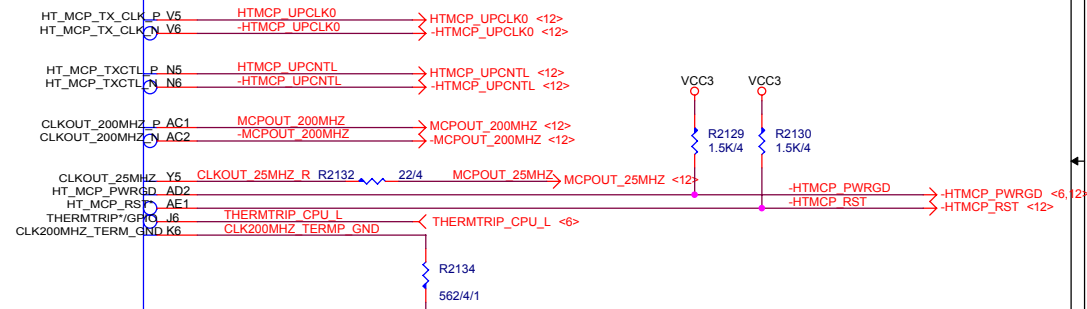 HT_MCP_TX_CLK_P V5 HTMCP_UPCLK0 HTMCP_UPCLK0 <12>
HT_MCP_TX_CLK_N V6 -HTMCP_UPCLK0 -HTMCP_UPCLK0 <12>
HT_MCP_TXCTL_P N5 HTMCP_UPCNTL HTMCP_UPCNTL <12>
HT_MCP_TXCTL_N N6 -HTMCP_UPCNTL -HTMCP_UPCNTL <12>
VCC3 VCC3
CLKOUT_200MHZ_P AC1 MCPOUT_200MHZ MCPOUT_200MHZ <12>
CLKOUT_200MHZ_N AC2 -MCPOUT_200MHZ -MCPOUT_200MHZ <12>
R2129 R2130
1.5K/4 1.5K/4
CLKOUT_25MHZ Y5 CLKOUT_25MHZ_R R2132 22/4 MCPOUT_25MHZ MCPOUT_25MHZ <12>
HT_MCP_PWRGD AD2 -HTMCP_PWRGD -HTMCP_PWRGD <6,12>
HT_MCP_RST* AE1 -HTMCP_RST -HTMCP_RST <12>
THERMTRIP*/GPIO J6 THERMTRIP_CPU_L THERMTRIP_CPU_L <6>
CLK200MHZ_TERM_GND K6 CLK200MHZ_TERMP_GND
R2134
562/4/1